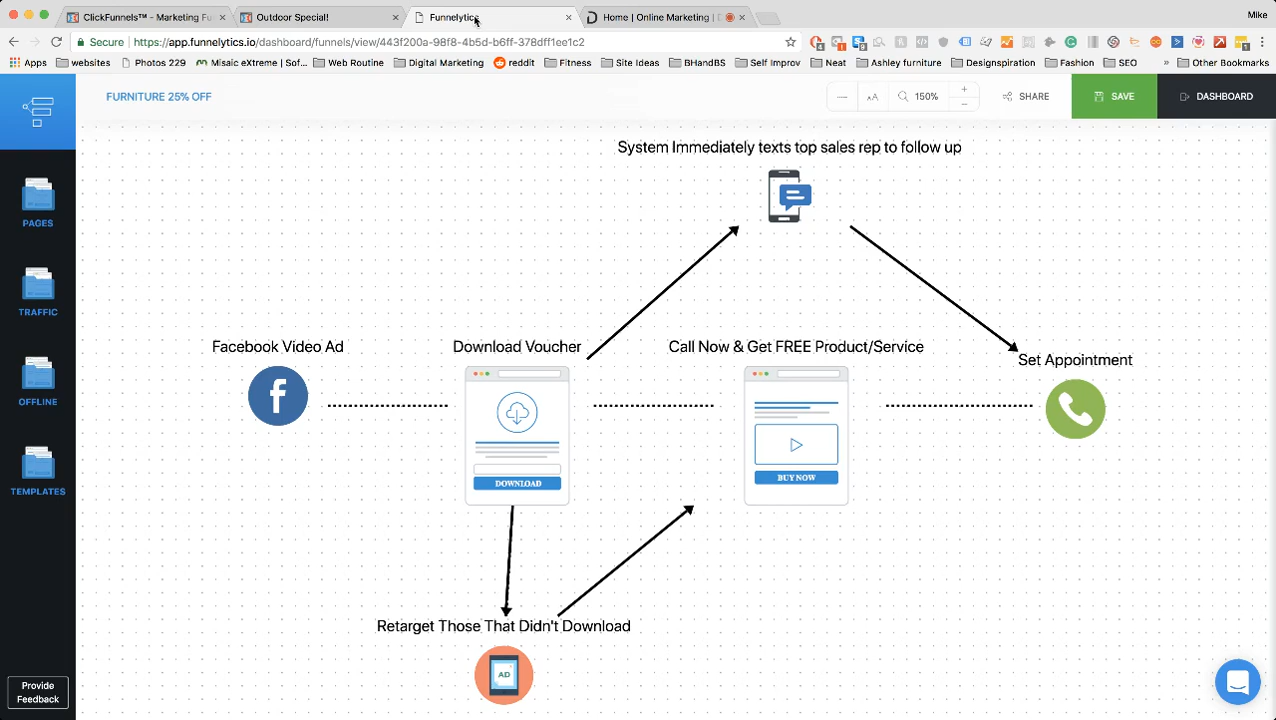 ClickFunnels™ - Marketing Fu
Outdoor Special!
Funnelytics
Home | Online Marketing | D
Mike
Secure
https://app.funnelytics.io/dashboard/funnels/view/443f200a-98f8-4b5d-b6ff-378dff1ee1c2
Apps
websites
Photos 229
Misaic eXtreme | Sof...
Web Routine
Digital Marketing
reddit
Fitness
Site Ideas
BHandBS
Self Improv
Neat
Ashley furniture
Designspiration
Fashion
SEO
»
Other Bookmarks
FURNITURE 25% OFF
AA
150%
SHARE
SAVE
DASHBOARD
PAGES
TRAFFIC
OFFLINE
TEMPLATES
Provide
Feedback
System Immediately texts top sales rep to follow up
Facebook Video Ad
Download Voucher
Call Now & Get FREE Product/Service
Set Appointment
DOWNLOAD
BUY NOW
Retarget Those That Didn't Download
AD